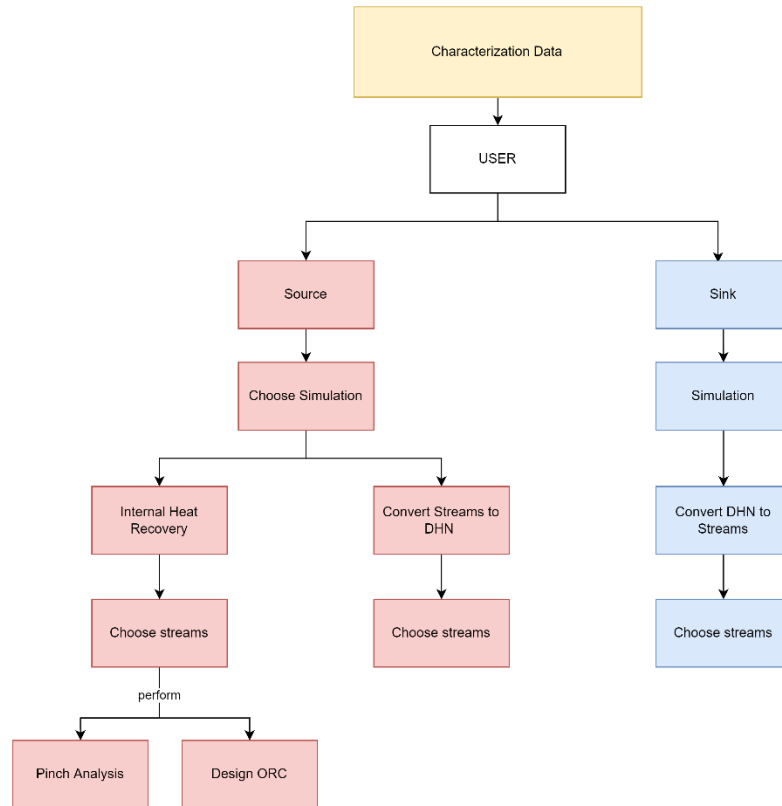 Characterization Data
USER
Source
Sink
Choose Simulation
Simulation
Internal Heat
Recovery
Convert Streams to
DHN
Convert DHN to
Streams
Choose streams
Choose streams
Choose streams
perform
Pinch Analysis
Design ORC